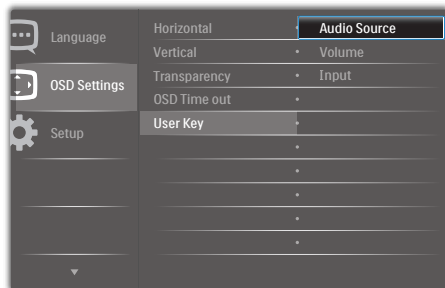 Language
OSD Settings
Setup
Horizontal
Vertical
Transparency
OSD Time out
User Key
Audio Source
Volume
Input